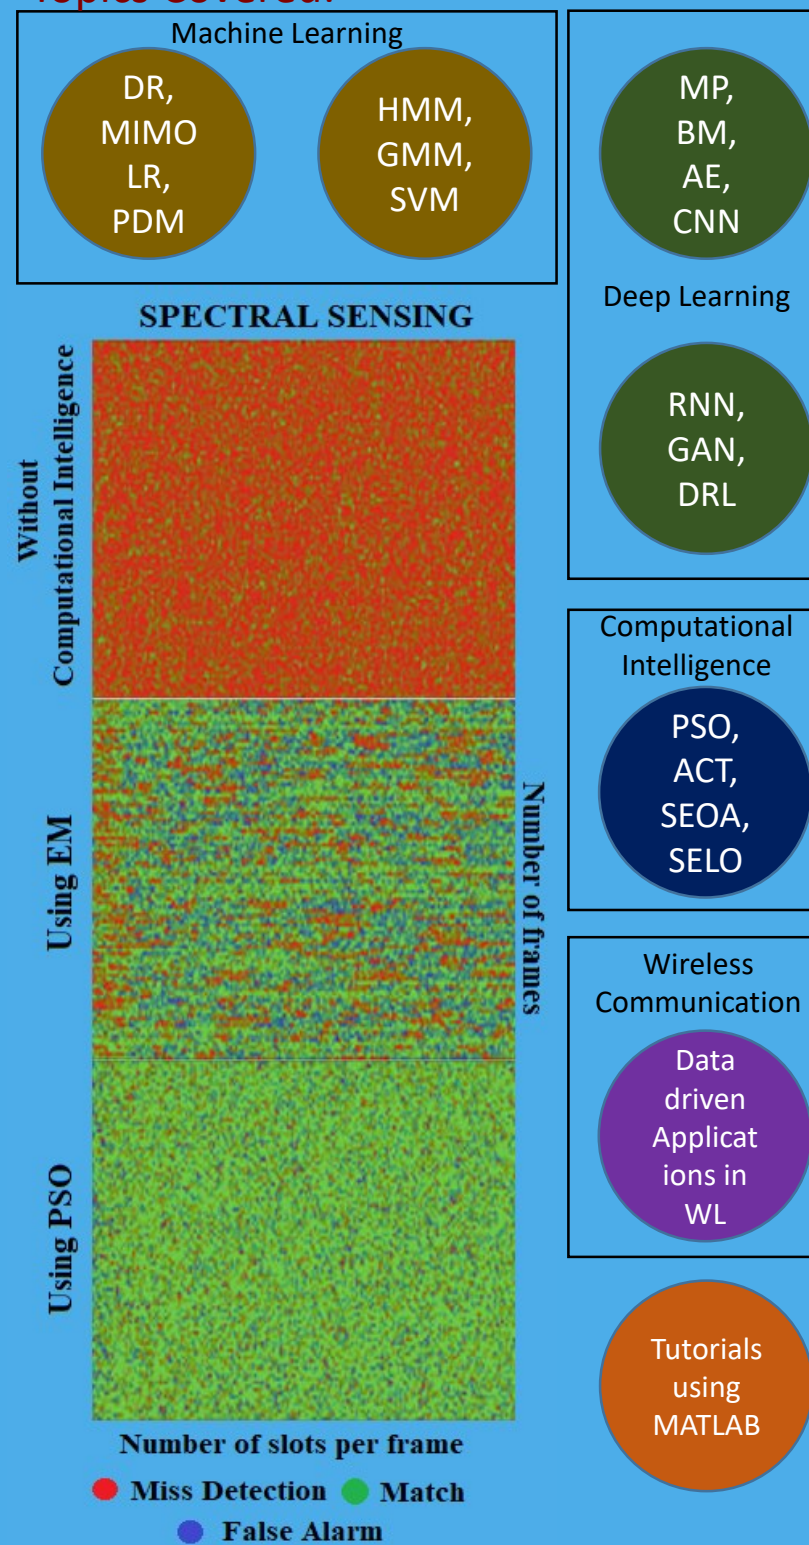 Topics Covered:
Machine Learning
DR,
MIMO
LR,
PDM
HMM,
GMM,
SVM
MP,
BM,
AE,
CNN
Deep Learning
RNN,
GAN,
DRL
SPECTRAL SENSING
Without
Computational Intelligence
Using EM
Using PSO
Number of frames
Number of slots per frame
Miss Detection
Match
False Alarm
Computational
Intelligence
PSO,
ACT,
SEOA,
SELO
Wireless
Communication
Data
driven
Applicat
ions in
WL
Tutorials
using
MATLAB